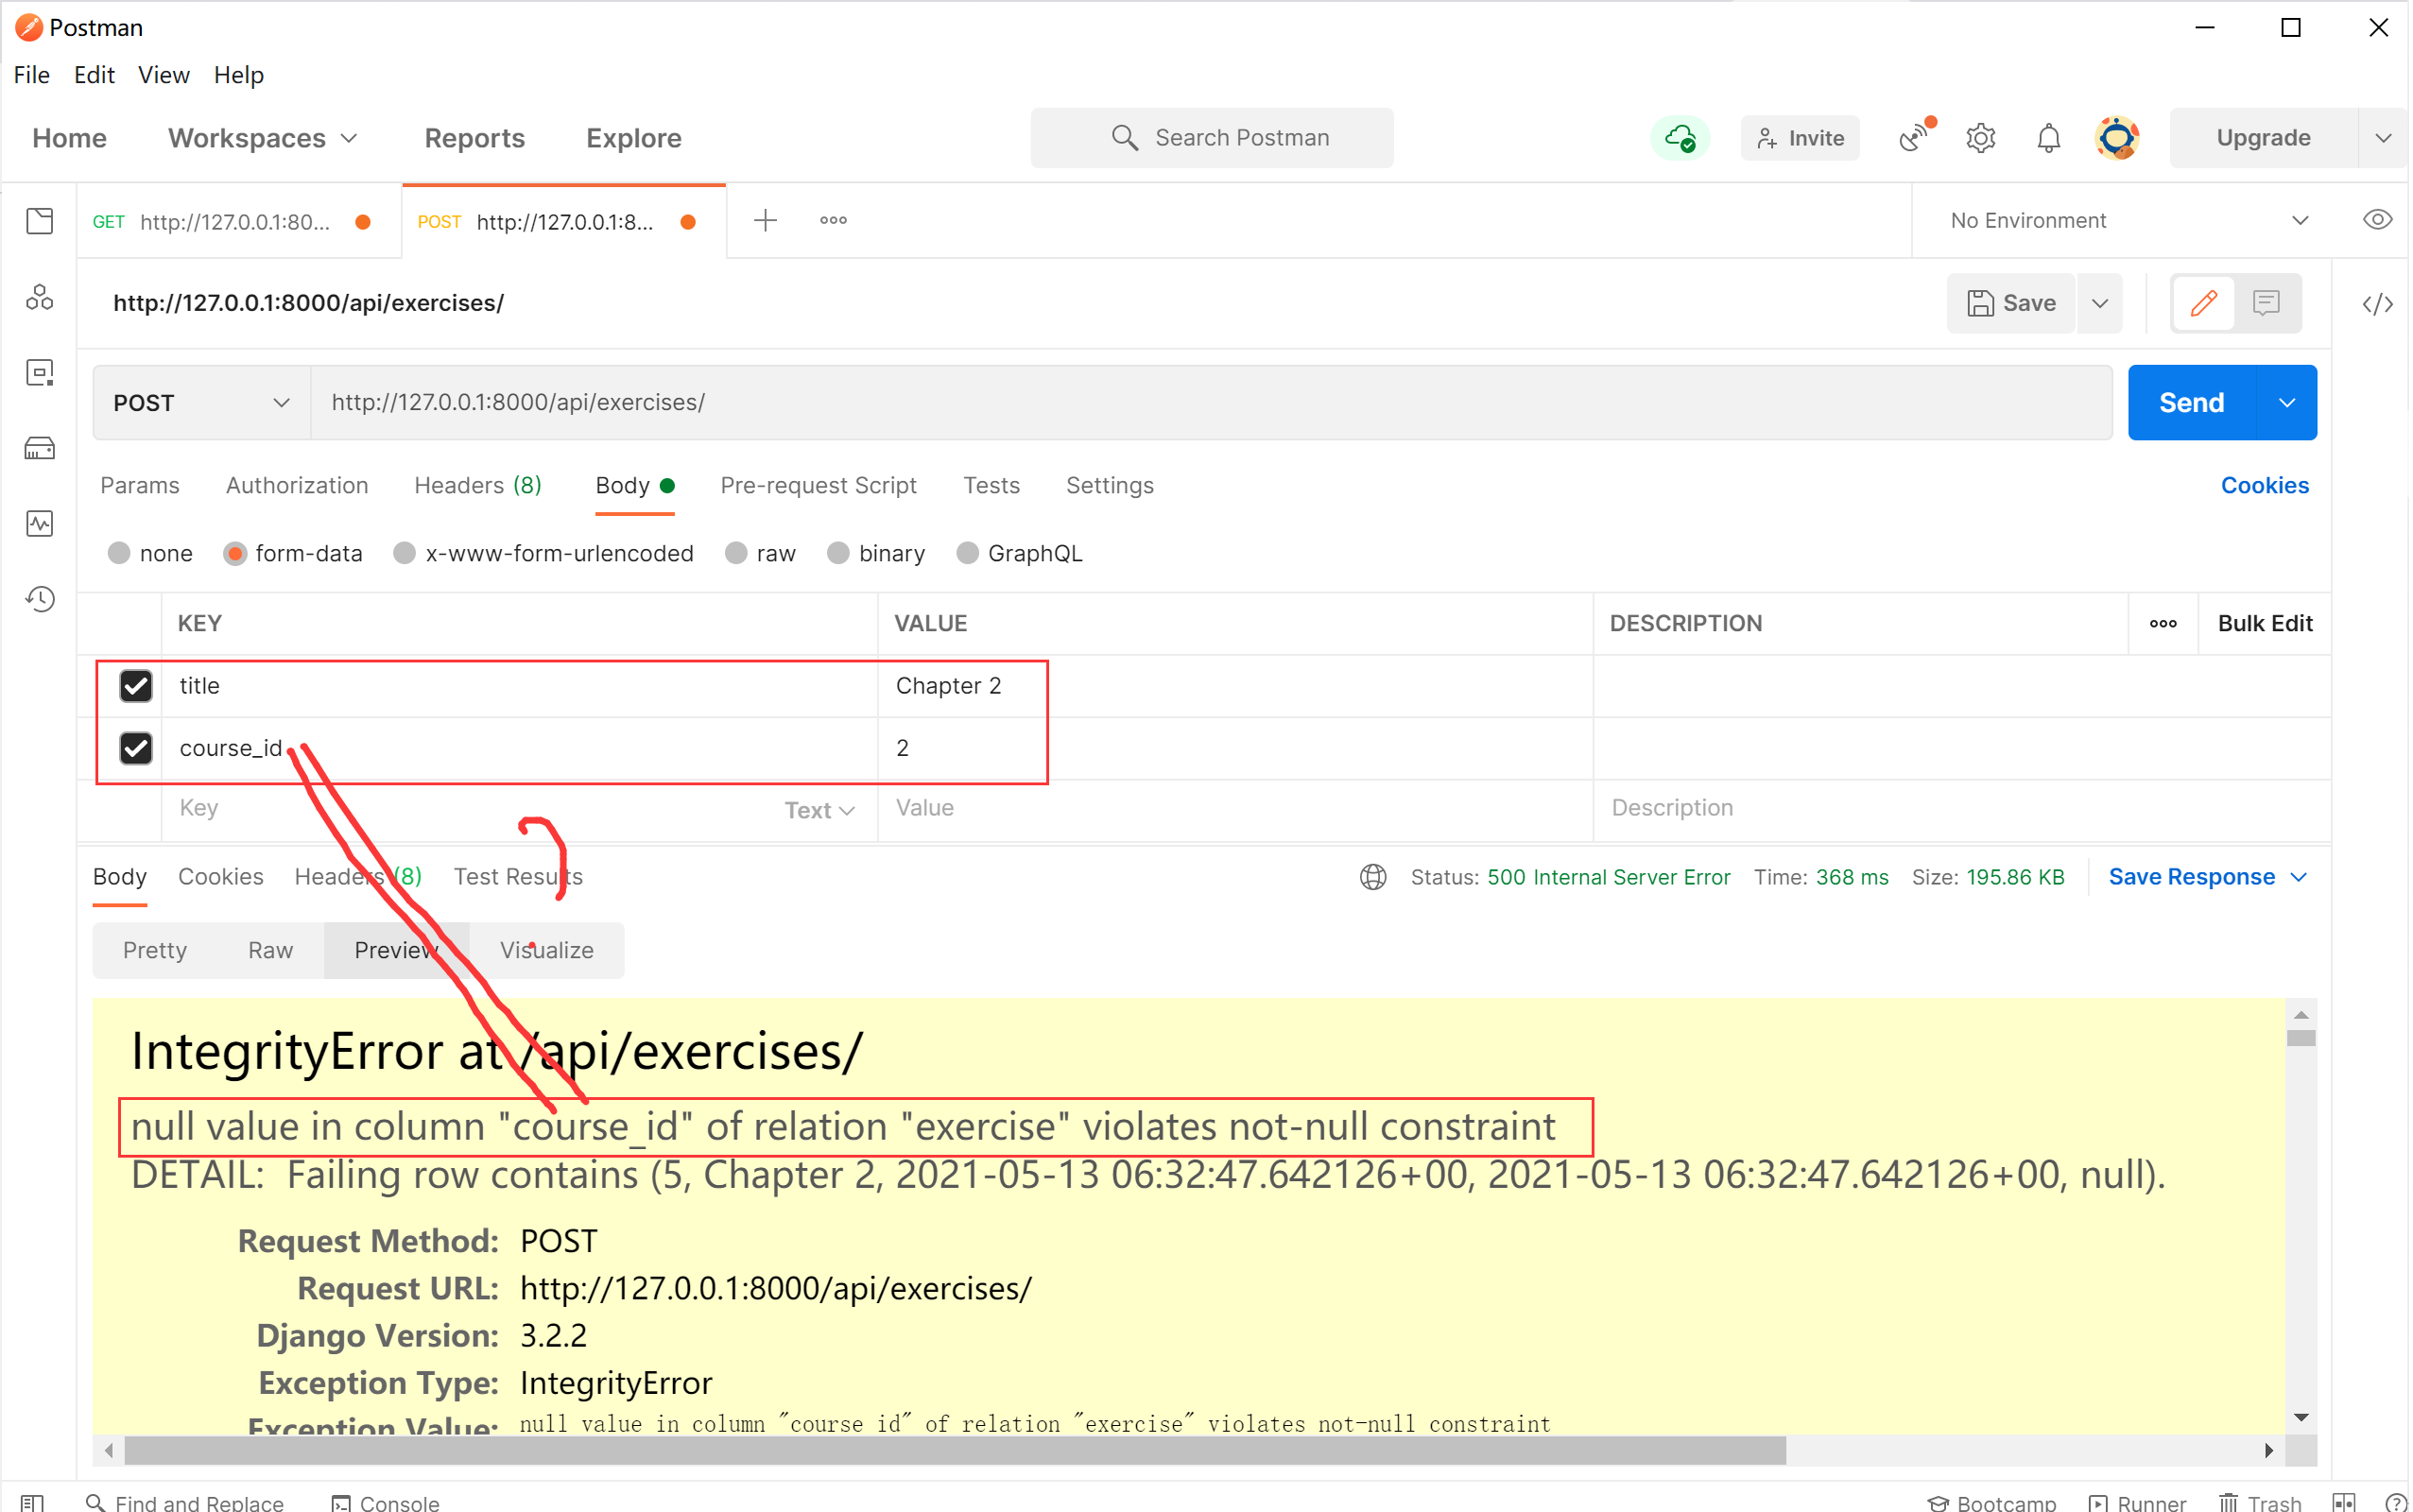 Postman
File Edit View Help
Home Workspaces Reports Explore Search Postman Invite Upgrade
GET http://127.0.0.1:80... POST http://127.0.0.1:8... No Environment
http://127.0.0.1:8000/api/exercises/ Save
POST http://127.0.0.1:8000/api/exercises/ Send
Params Authorization Headers (8) Body Pre-request Script Tests Settings Cookies
none form-data x-www-form-urlencoded raw binary GraphQL
KEY VALUE DESCRIPTION Bulk Edit
title Chapter 2
course_id 2
Key Text Value Description
?
Body Cookies Headers (8) Test Results Status: 500 Internal Server Error Time: 368 ms Size: 195.86 KB Save Response
Pretty Raw Preview Visualize
IntegrityError at /api/exercises/
null value in column "course_id" of relation "exercise" violates not-null constraint
DETAIL: Failing row contains (5, Chapter 2, 2021-05-13 06:32:47.642126+00, 2021-05-13 06:32:47.642126+00, null).
Request Method: POST
Request URL: http://127.0.0.1:8000/api/exercises/
Django Version: 3.2.2
Exception Type: IntegrityError
Exception Value: null value in column "course_id" of relation "exercise" violates not-null constraint
Find and Replace Console Bootcamp Runner Trash